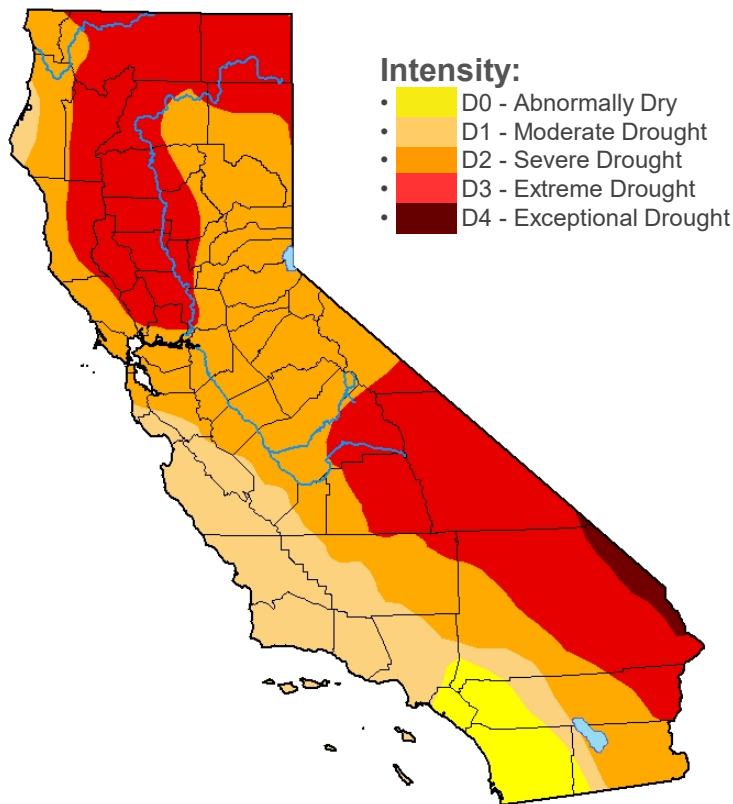 Intensity:
• D0 - Abnormally Dry
• D1 - Moderate Drought
• D2 - Severe Drought
• D3 - Extreme Drought
• D4 - Exceptional Drought